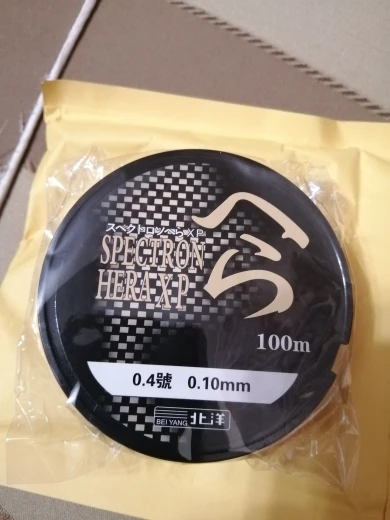 へら
スペクトロンへらXP
SPECTRON
HERA X P
100m
0.4號 0.10mm
BEI YANG 北洋